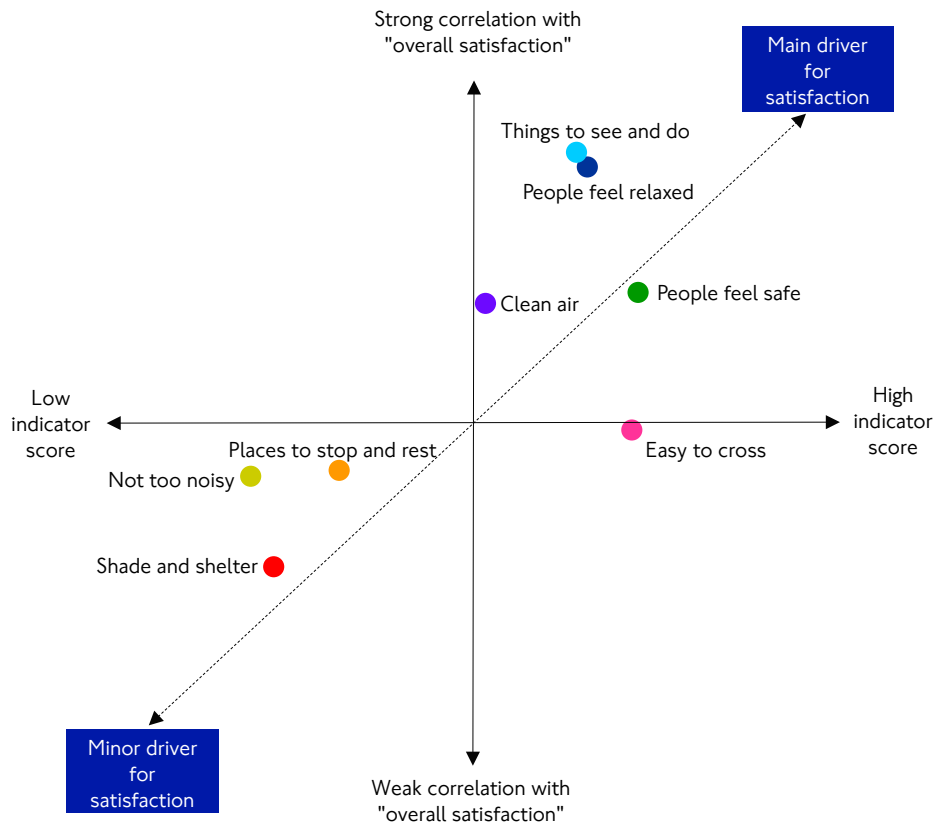 Strong correlation with
"overall satisfaction"
Main driver
for
satisfaction
Things to see and do
People feel relaxed
Clean air
People feel safe
Low
indicator
score
High
indicator
score
Places to stop and rest
Easy to cross
Not too noisy
Shade and shelter
Minor driver
for
satisfaction
Weak correlation with
"overall satisfaction"